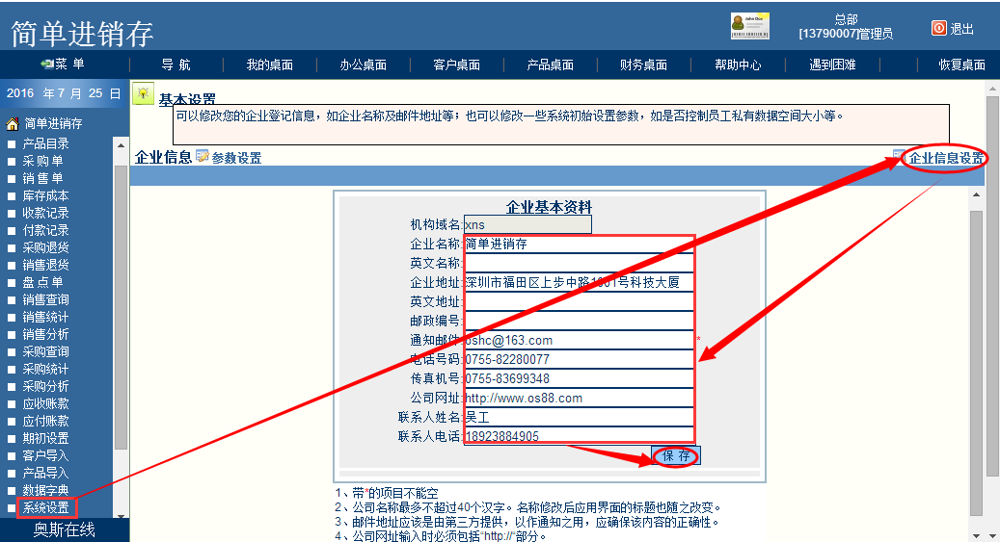 简单进销存
John Doe
总部
[13790007]管理员
退出
菜 单
导 航
我的桌面
办公桌面
客户桌面
产品桌面
财务桌面
帮助中心
遇到困难
恢复桌面
2016 年 7 月 25 日
简单进销存
产品目录
采 购 单
销 售 单
库存成本
收款记录
付款记录
采购退货
销售退货
盘 点 单
销售查询
销售统计
销售分析
采购查询
采购统计
采购分析
应收账款
应付账款
期初设置
客户导入
产品导入
数据字典
系统设置
奥斯在线
基本设置
可以修改您的企业登记信息，如企业名称及邮件地址等；也可以修改一些系统初始设置参数，如是否控制员工私有数据空间大小等。
企业信息 参数设置
企业信息设置
企业基本资料
机构域名:xns
企业名称:简单进销存
英文名称:
企业地址:深圳市福田区上步中路1001号科技大厦
英文地址:
邮政编号:
通知邮件:oshc@163.com *
电话号码:0755-82280077
传真机号:0755-83699348
公司网址:http://www.os88.com
联系人姓名:吴工
联系人电话:18923884905
保 存
1、带*的项目不能空
2、公司名称最多不超过40个汉字。名称修改后应用界面的标题也随之改变。
3、邮件地址应该是由第三方提供，以作通知之用，应确保该内容的正确性。
4、公司网址输入时必须包括"http://"部分。